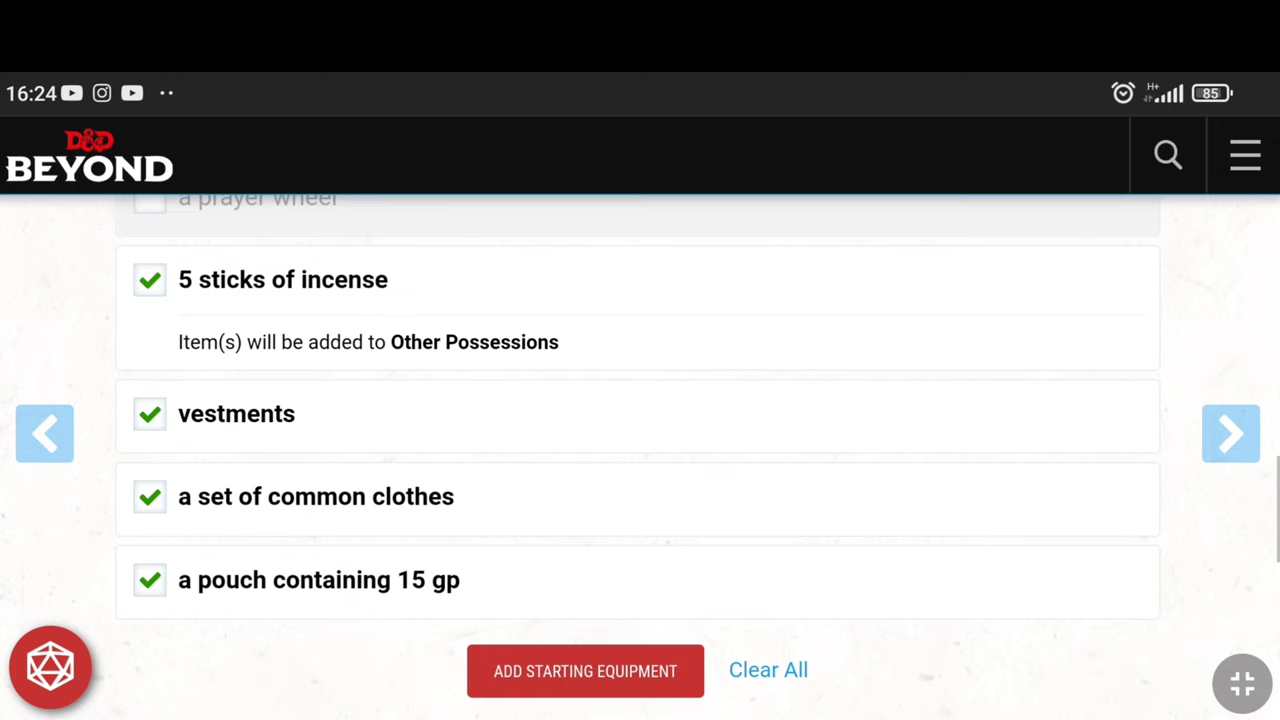 16:24
H+
85
D&D
BEYOND
a prayer wheel
5 sticks of incense
Item(s) will be added to Other Possessions
vestments
a set of common clothes
a pouch containing 15 gp
ADD STARTING EQUIPMENT
Clear All